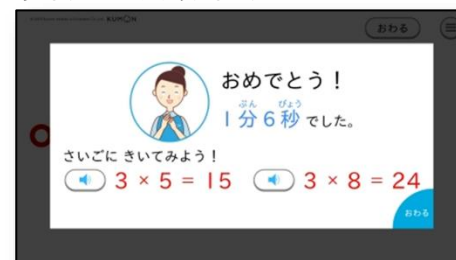 KUMON
おわる
おめでとう！
ぶん びょう
1分6秒でした。
さいごに きいてみよう！
3 × 5 = 15 3 × 8 = 24
おわる